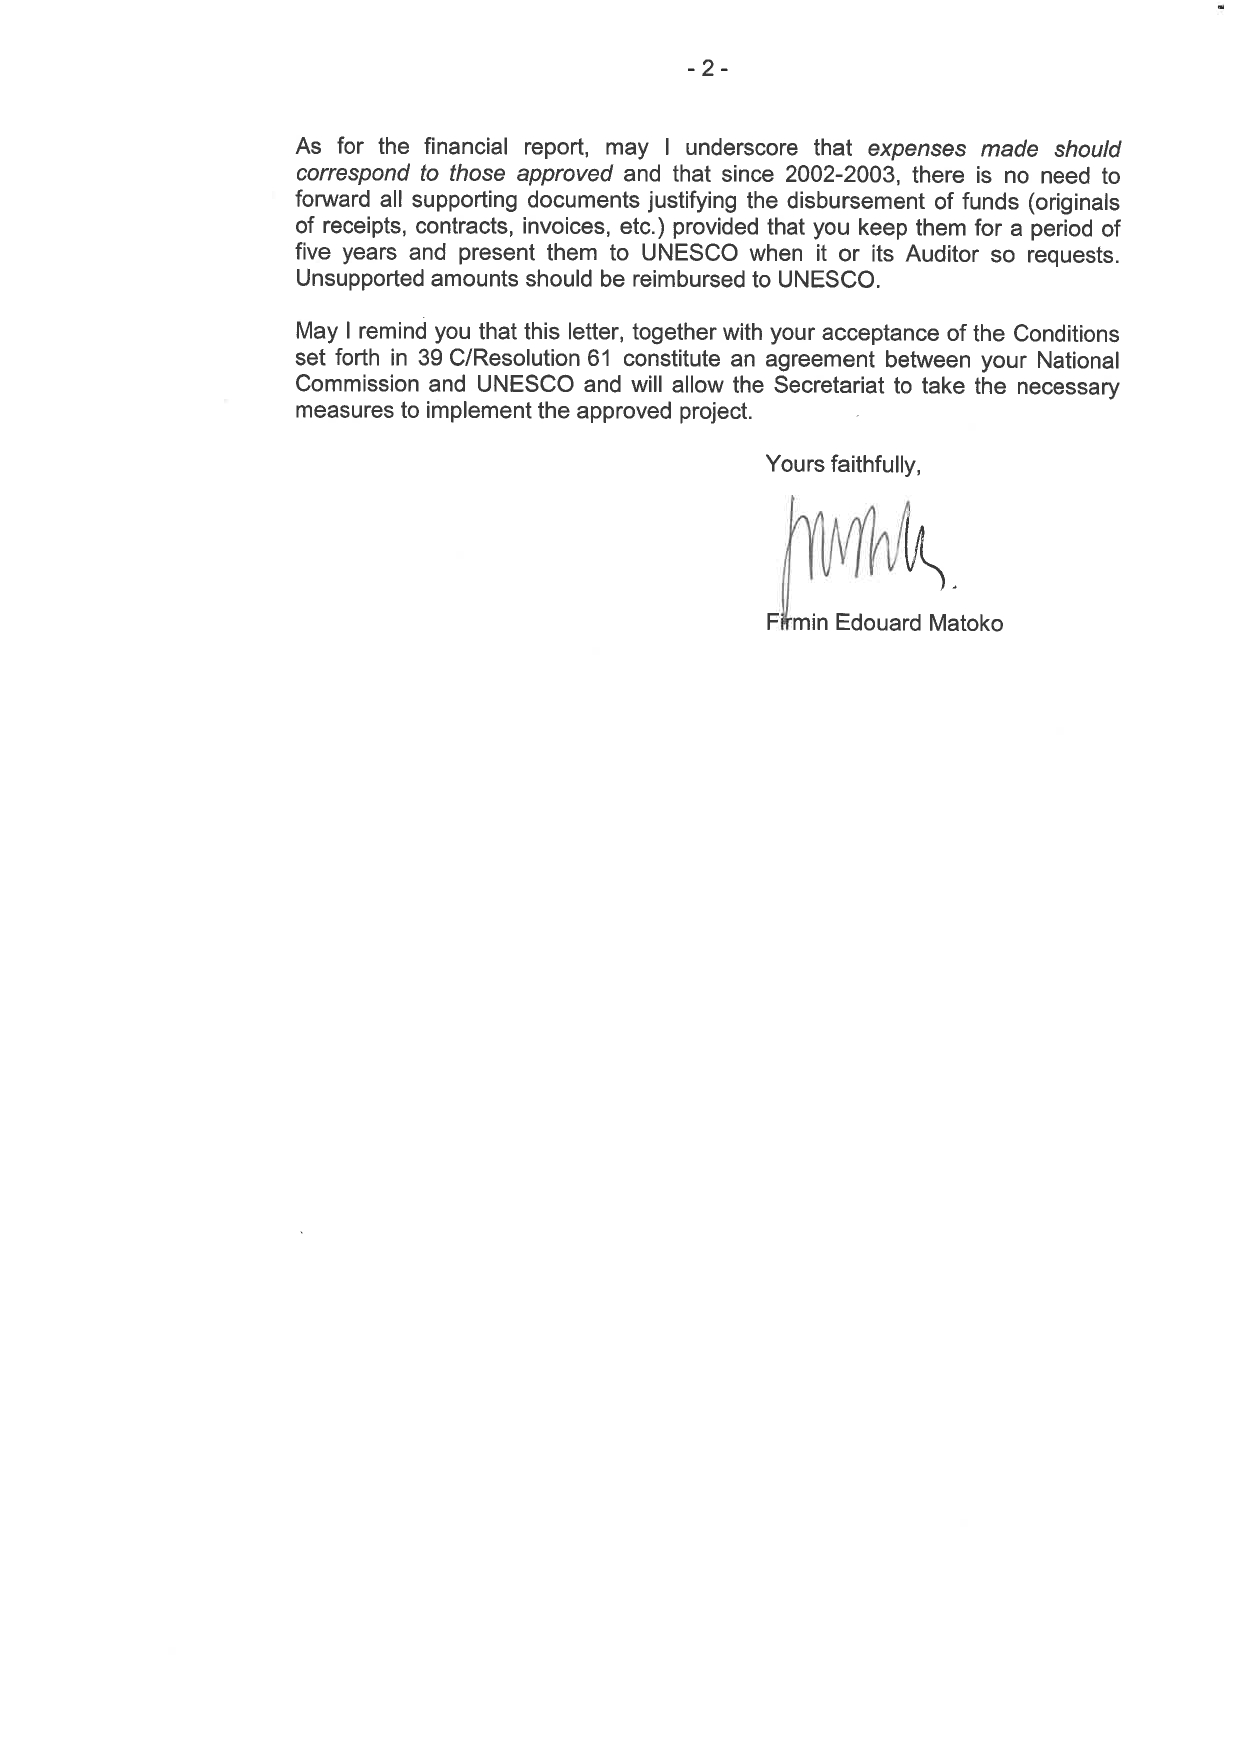 - 2 -
As for the financial report, may I underscore that expenses made should
correspond to those approved and that since 2002-2003, there is no need to
forward all supporting documents justifying the disbursement of funds (originals
of receipts, contracts, invoices, etc.) provided that you keep them for a period of
five years and present them to UNESCO when it or its Auditor so requests.
Unsupported amounts should be reimbursed to UNESCO.
May I remind you that this letter, together with your acceptance of the Conditions
set forth in 39 C/Resolution 61 constitute an agreement between your National
Commission and UNESCO and will allow the Secretariat to take the necessary
measures to implement the approved project.
Yours faithfully,
Firmin Edouard Matoko